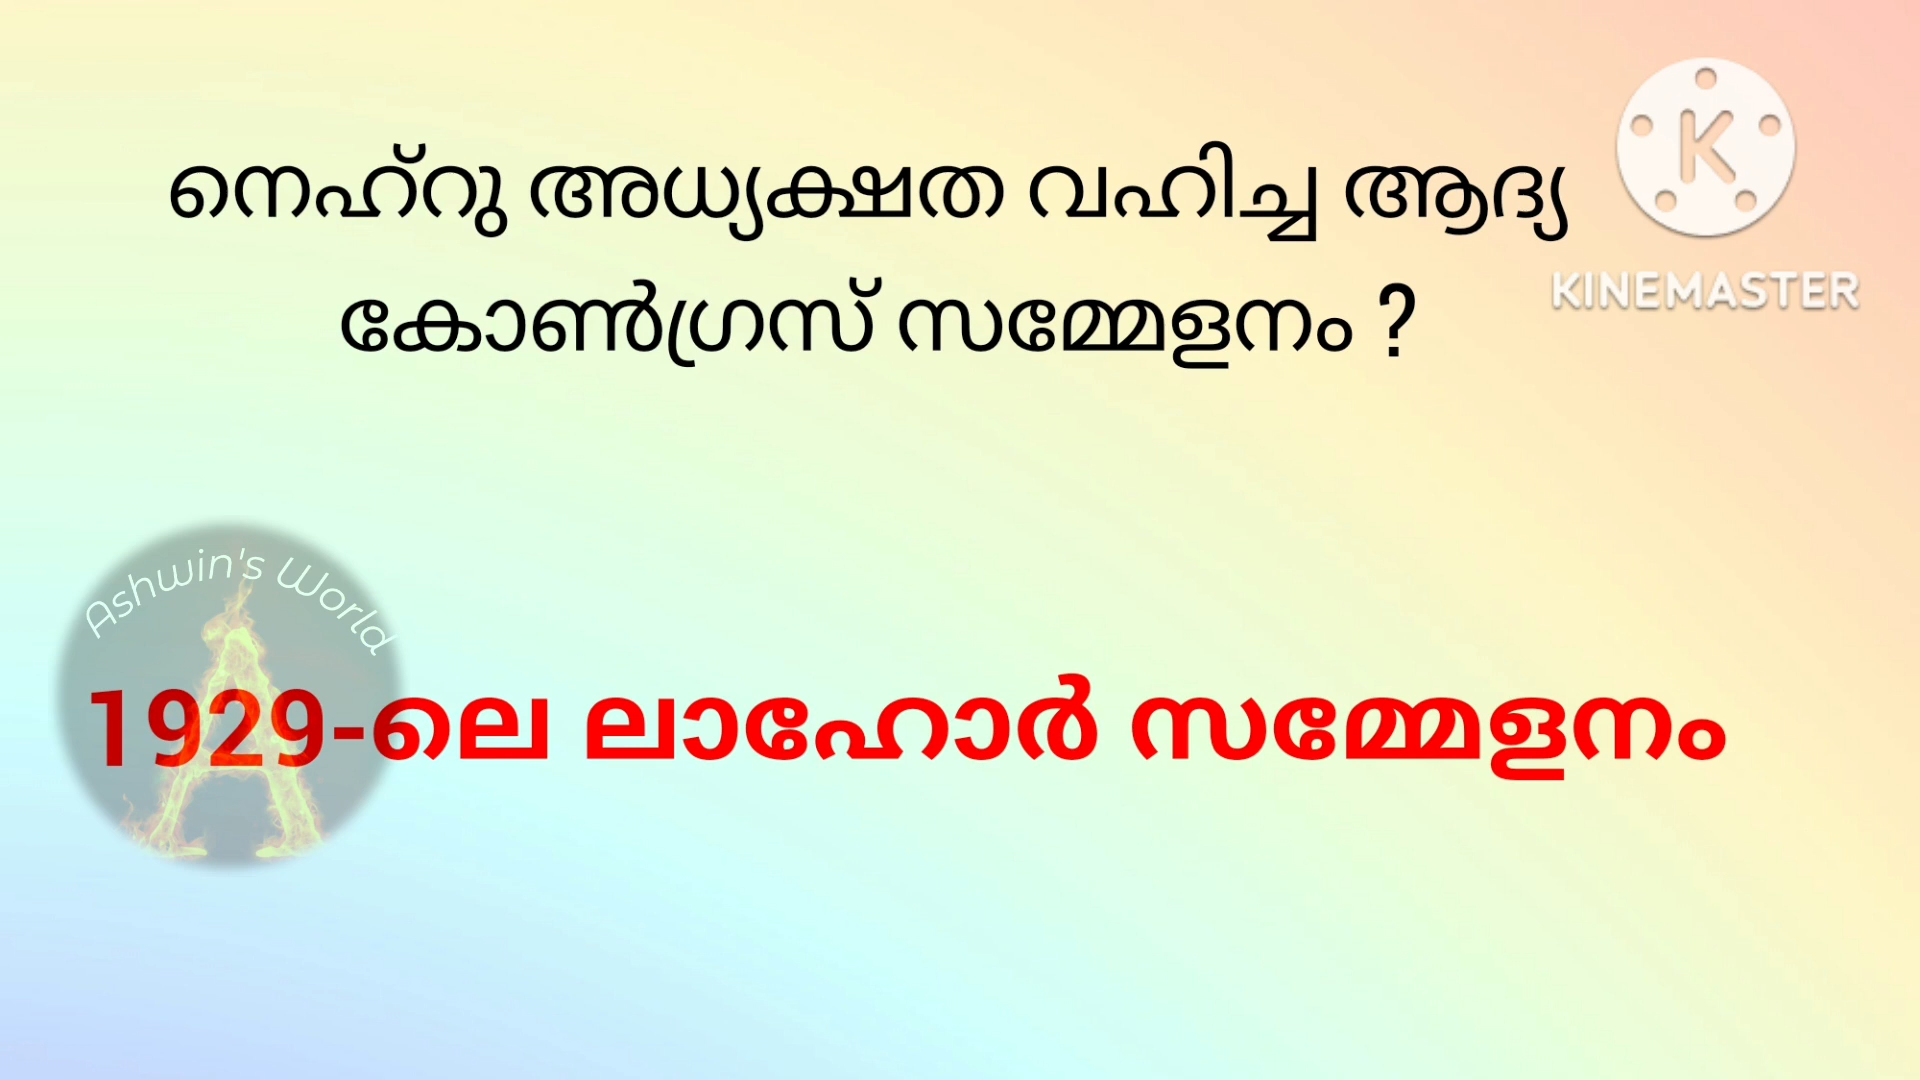 നെഹ്റു അധ്യക്ഷത വഹിച്ച ആദ്യ
കോൺഗ്രസ് സമ്മേളനം ?
K
KINEMASTER
Ashwin's World
1929-ലെ ലാഹോർ സമ്മേളനം